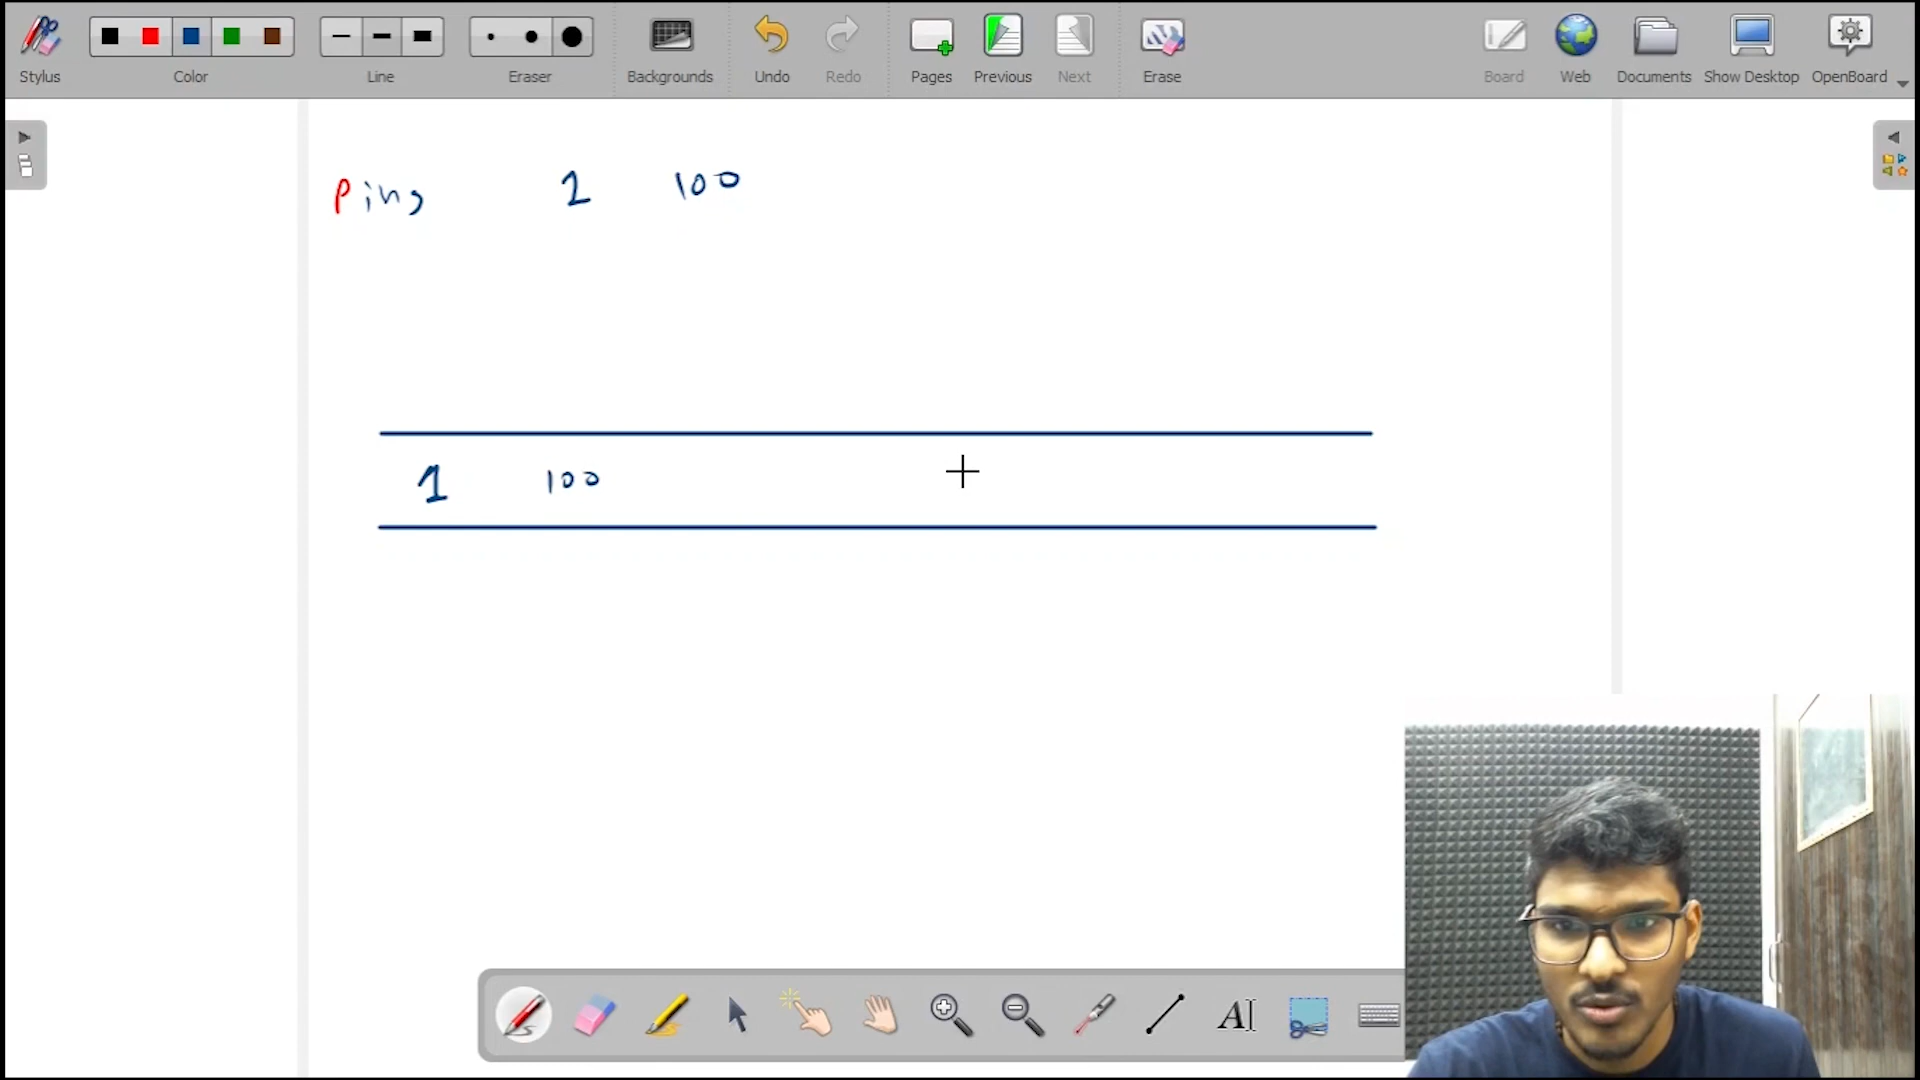 Stylus Color Line Eraser Backgrounds Undo Redo Pages Previous Next Erase Board Web Documents Show Desktop OpenBoard
Ping 1 100
1 100
AI